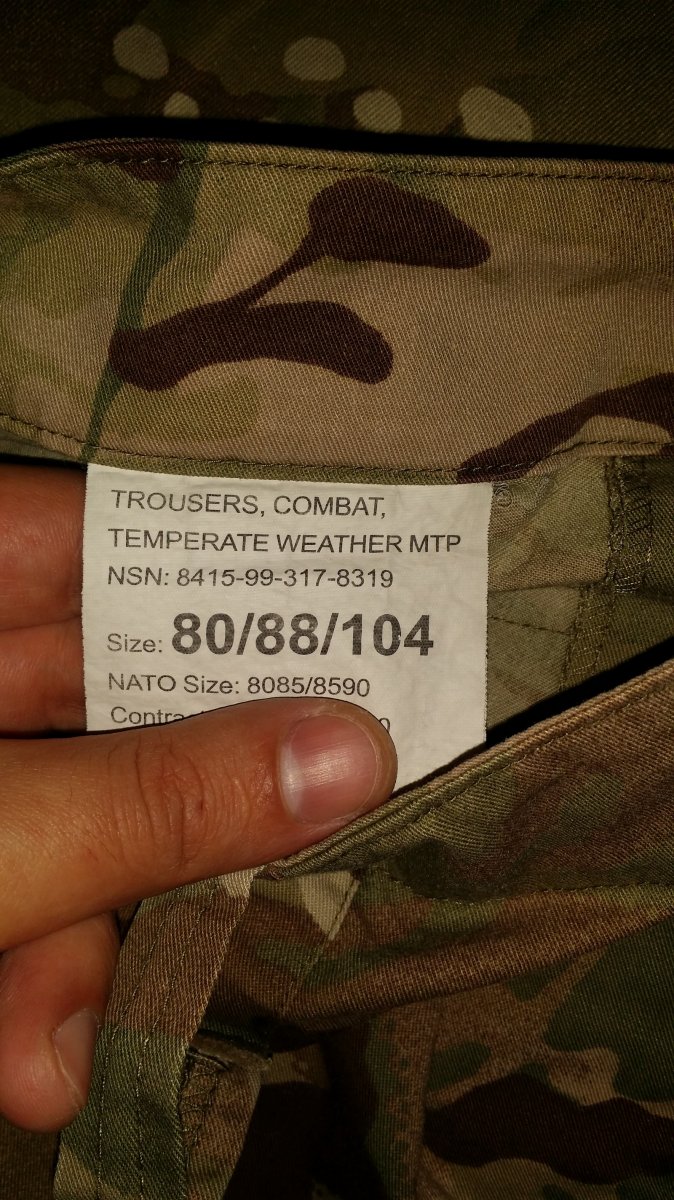 TROUSERS, COMBAT,
TEMPERATE WEATHER MTP
NSN: 8415-99-317-8319
Size: 80/88/104
NATO Size: 8085/8590